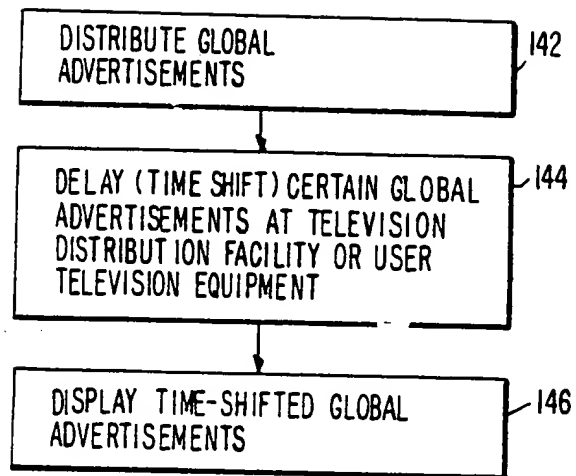 DISTRIBUTE GLOBAL
ADVERTISEMENTS
142
DELAY (TIME SHIFT) CERTAIN GLOBAL
ADVERTISEMENTS AT TELEVISION
DISTRIBUTION FACILITY OR USER
TELEVISION EQUIPMENT
144
DISPLAY TIME-SHIFTED GLOBAL
ADVERTISEMENTS
146